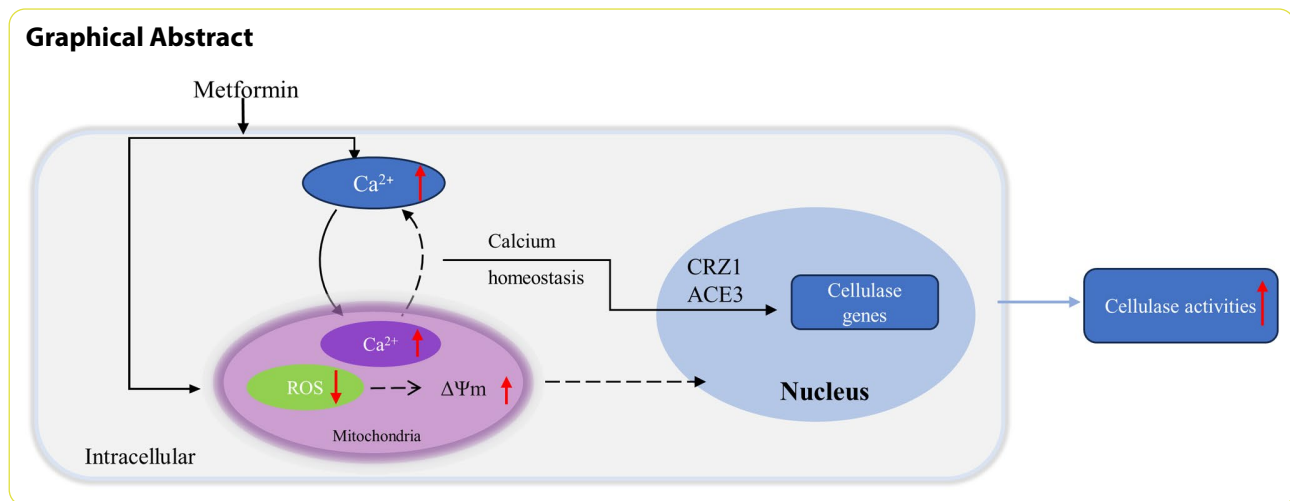 Graphical Abstract
Metformin
Ca²⁺
Calcium
homeostasis
CRZ1
ACE3
Cellulase
genes
Cellulase activities
Ca²⁺
ROS
ΔΨm
Nucleus
Mitochondria
Intracellular